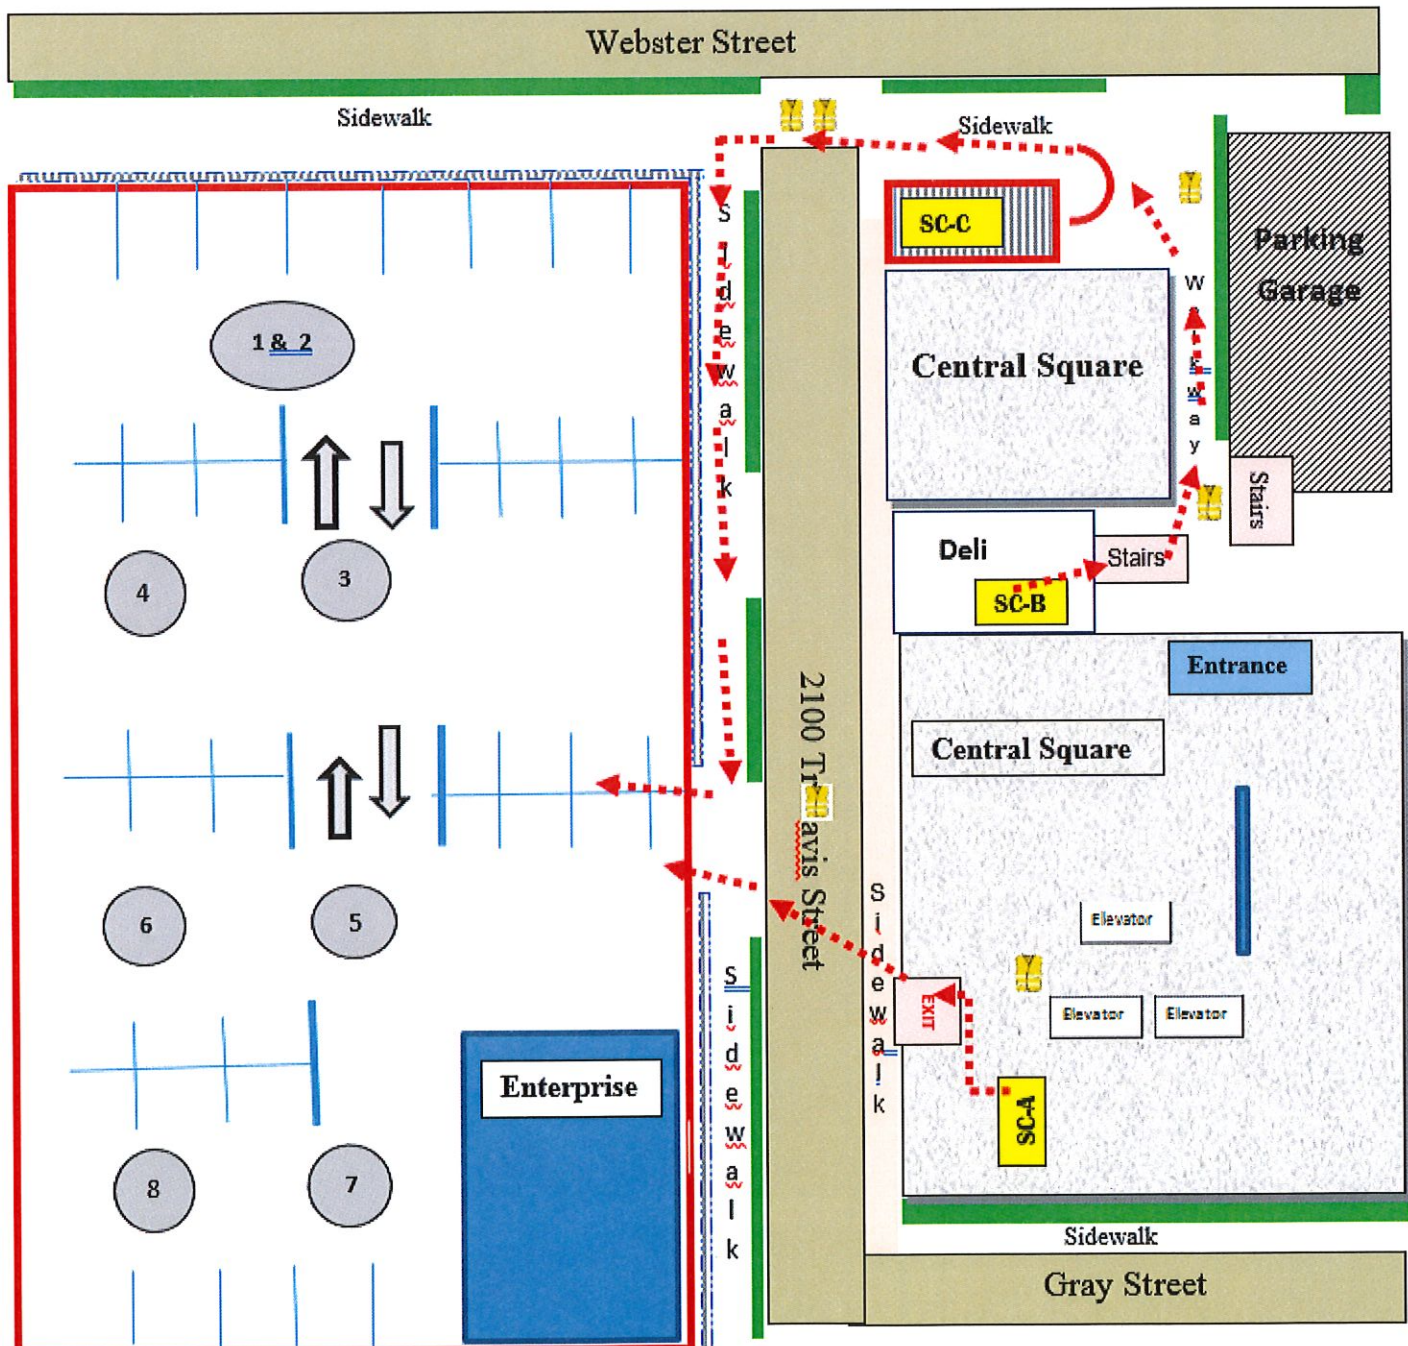 Webster Street
Sidewalk
Sidewalk
Sidewalk
SC-C
Parking
Garage
Walkway
Central Square
1 & 2
Stairs
Deli
Stairs
SC-B
4
3
Entrance
2100 Travis Street
Central Square
Sidewalk
6
5
Elevator
EXIT
Elevator
Elevator
Sidewalk
Enterprise
SC-A
8
7
Sidewalk
Gray Street